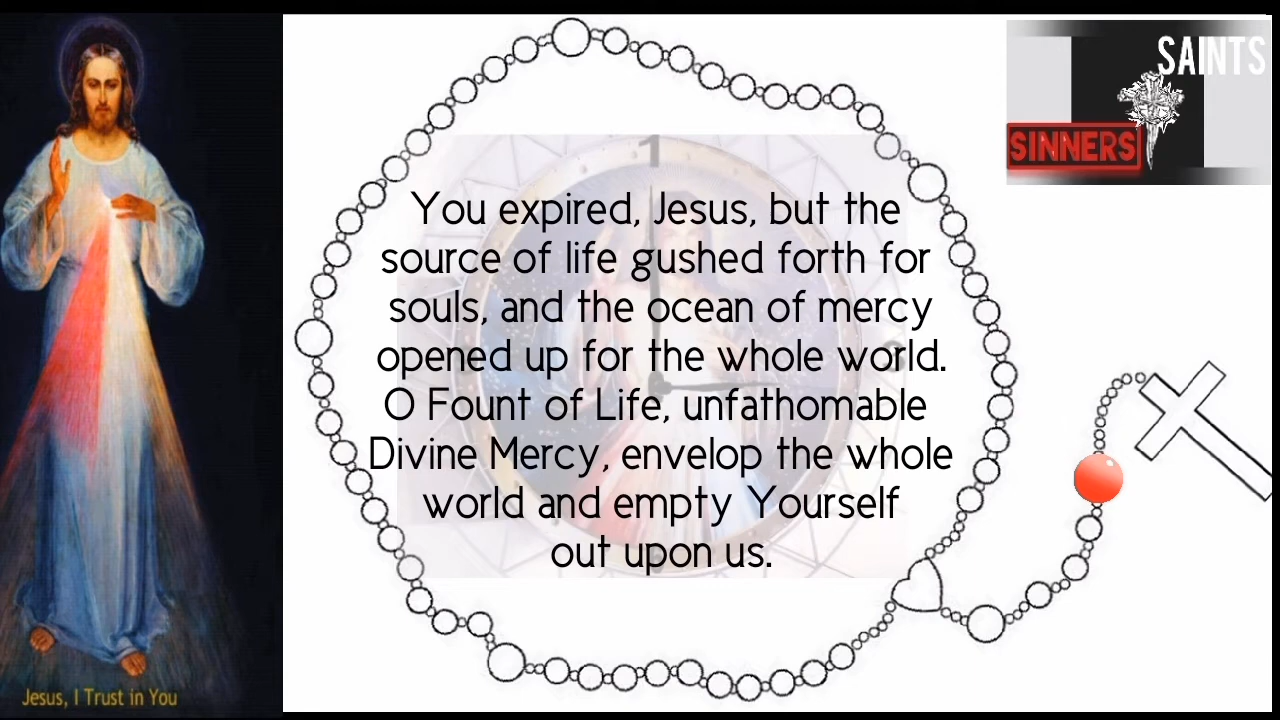 You expired, Jesus, but the
source of life gushed forth for
souls, and the ocean of mercy
opened up for the whole world.
O Fount of Life, unfathomable
Divine Mercy, envelop the whole
world and empty Yourself
out upon us.
SAINTS
SINNERS
Jesus, I Trust in You